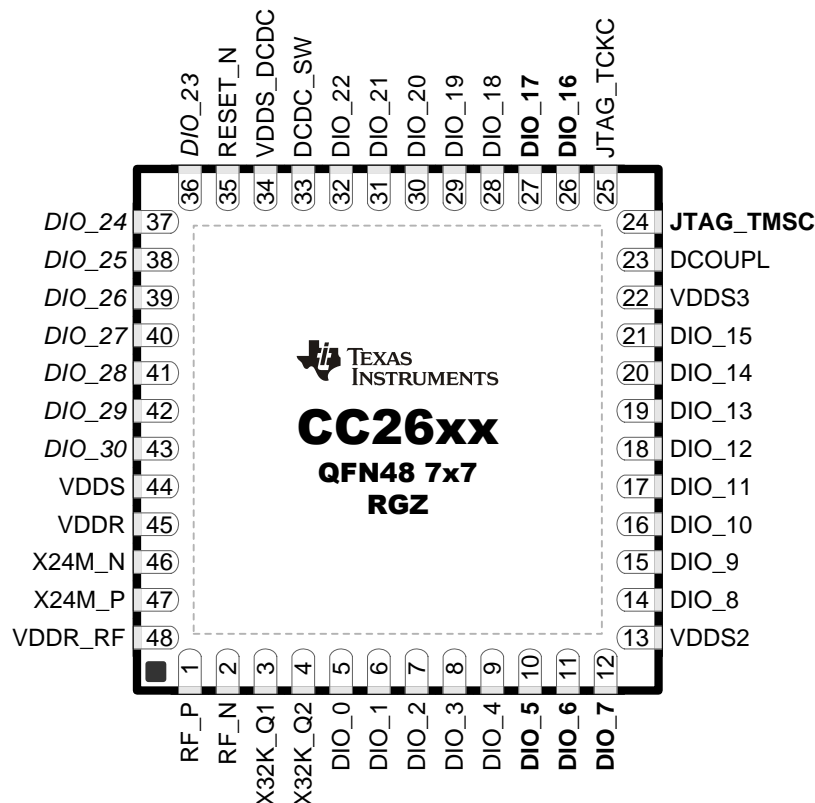 DIO_23
RESET_N
VDDS_DCDC
DCDC_SW
DIO_22
DIO_21
DIO_20
DIO_19
DIO_18
DIO_17
DIO_16
JTAG_TCKC
36
35
34
33
32
31
30
29
28
27
26
25
DIO_24 37
DIO_25 38
DIO_26 39
DIO_27 40
DIO_28 41
DIO_29 42
DIO_30 43
VDDS 44
VDDR 45
X24M_N 46
X24M_P 47
VDDR_RF 48
TEXAS
INSTRUMENTS
CC26xx
QFN48 7x7
RGZ
24 JTAG_TMSC
23 DCOUPL
22 VDDS3
21 DIO_15
20 DIO_14
19 DIO_13
18 DIO_12
17 DIO_11
16 DIO_10
15 DIO_9
14 DIO_8
13 VDDS2
1
2
3
4
5
6
7
8
9
10
11
12
RF_P
RF_N
X32K_Q1
X32K_Q2
DIO_0
DIO_1
DIO_2
DIO_3
DIO_4
DIO_5
DIO_6
DIO_7